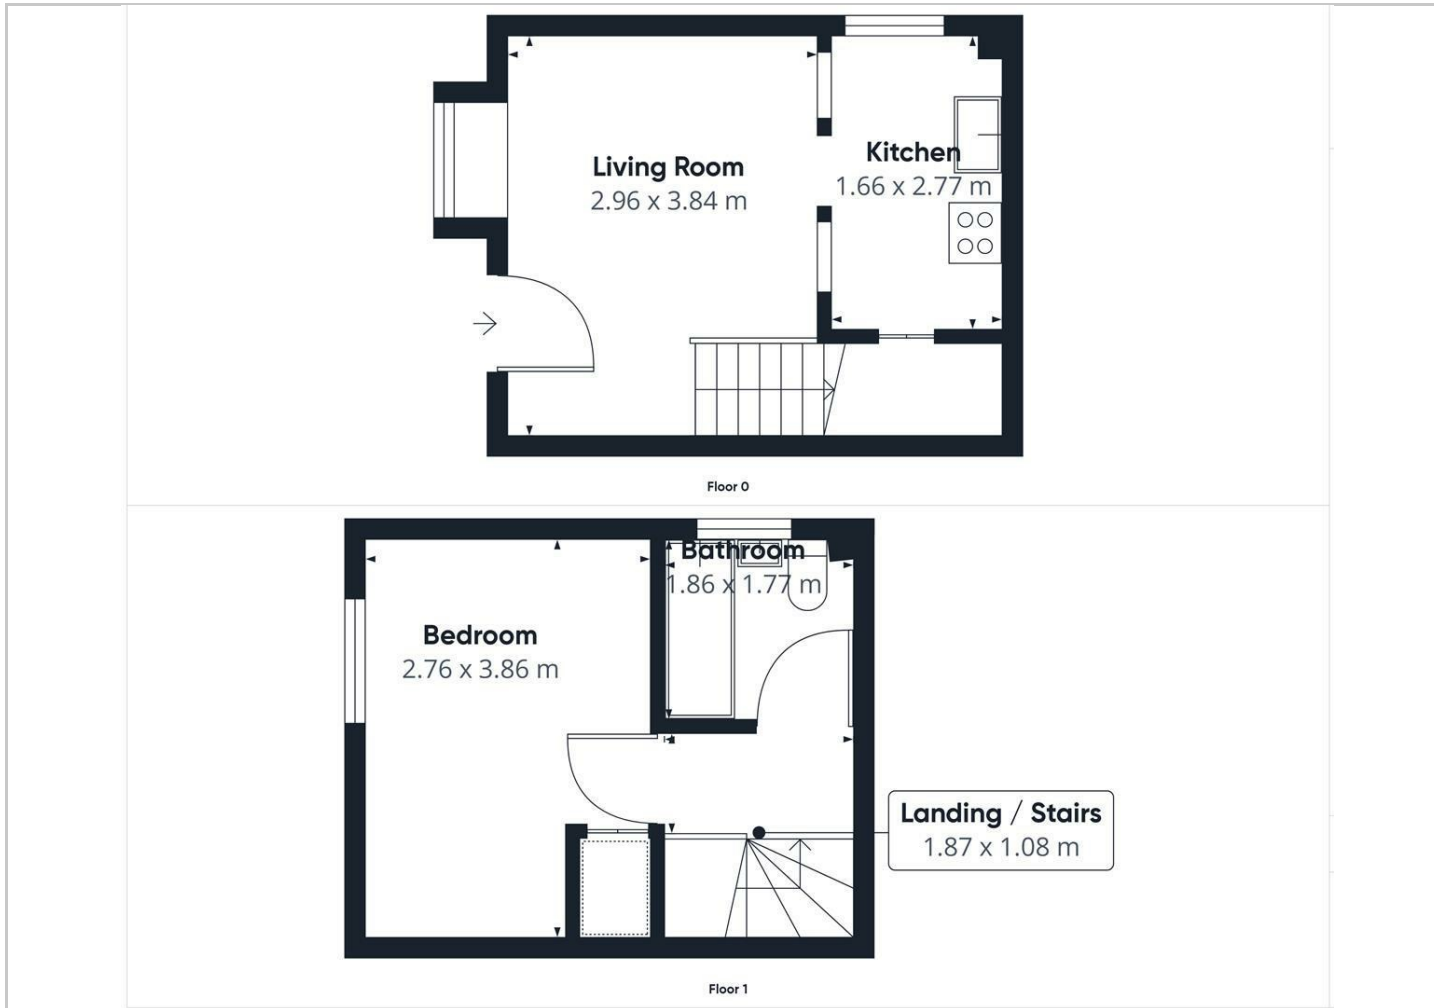 Living Room
2.96 x 3.84 m
Kitchen
1.66 x 2.77 m
Floor 0
Bathroom
1.86 x 1.77 m
Bedroom
2.76 x 3.86 m
Landing / Stairs
1.87 x 1.08 m
Floor 1